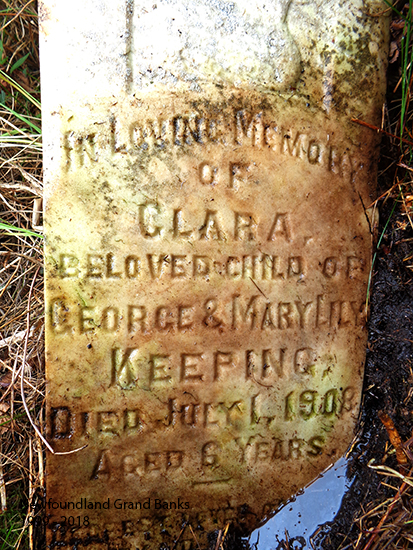 In Loving Memory
OF
CLARA,
BELOVED CHILD OF
GEORGE & MARY LILY
KEEPING,
DIED JULY 1, 1908
AGED 6 YEARS.
Newfoundland Grand Banks
2018